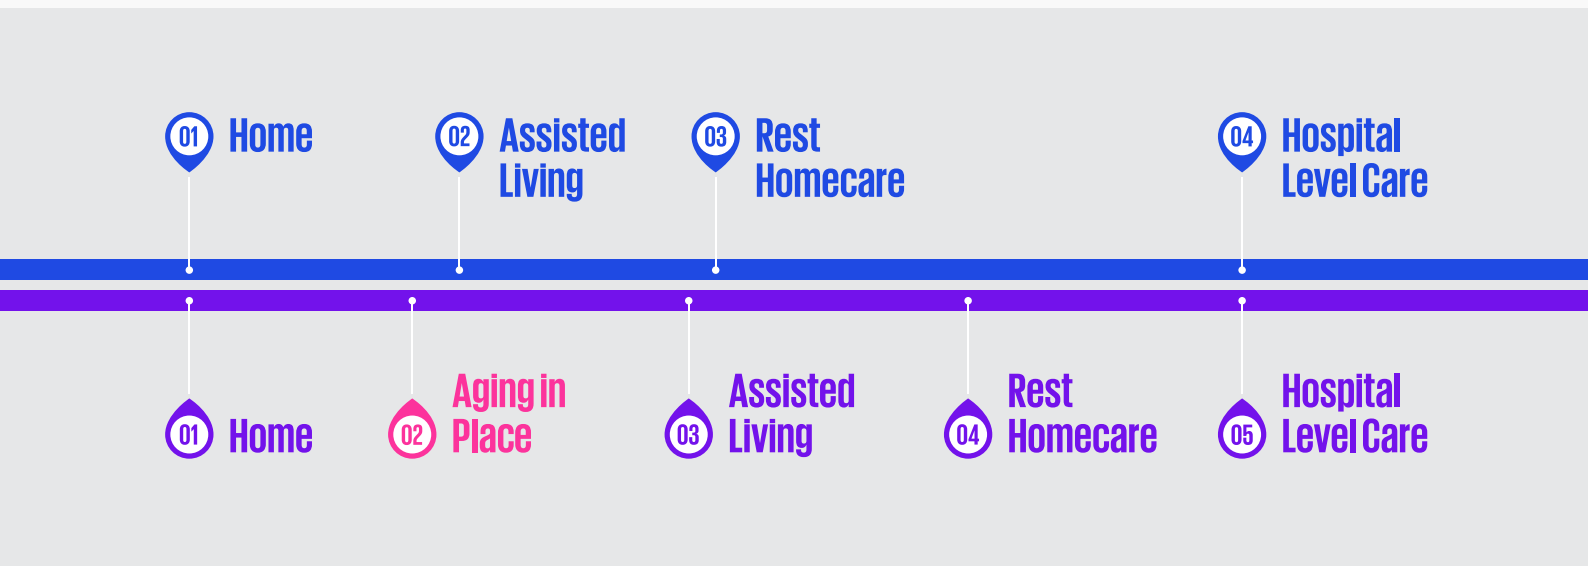 01 Home
02 Assisted
Living
03 Rest
Homecare
04 Hospital
Level Care
01 Home
02 Aging in
Place
03 Assisted
Living
04 Rest
Homecare
05 Hospital
Level Care